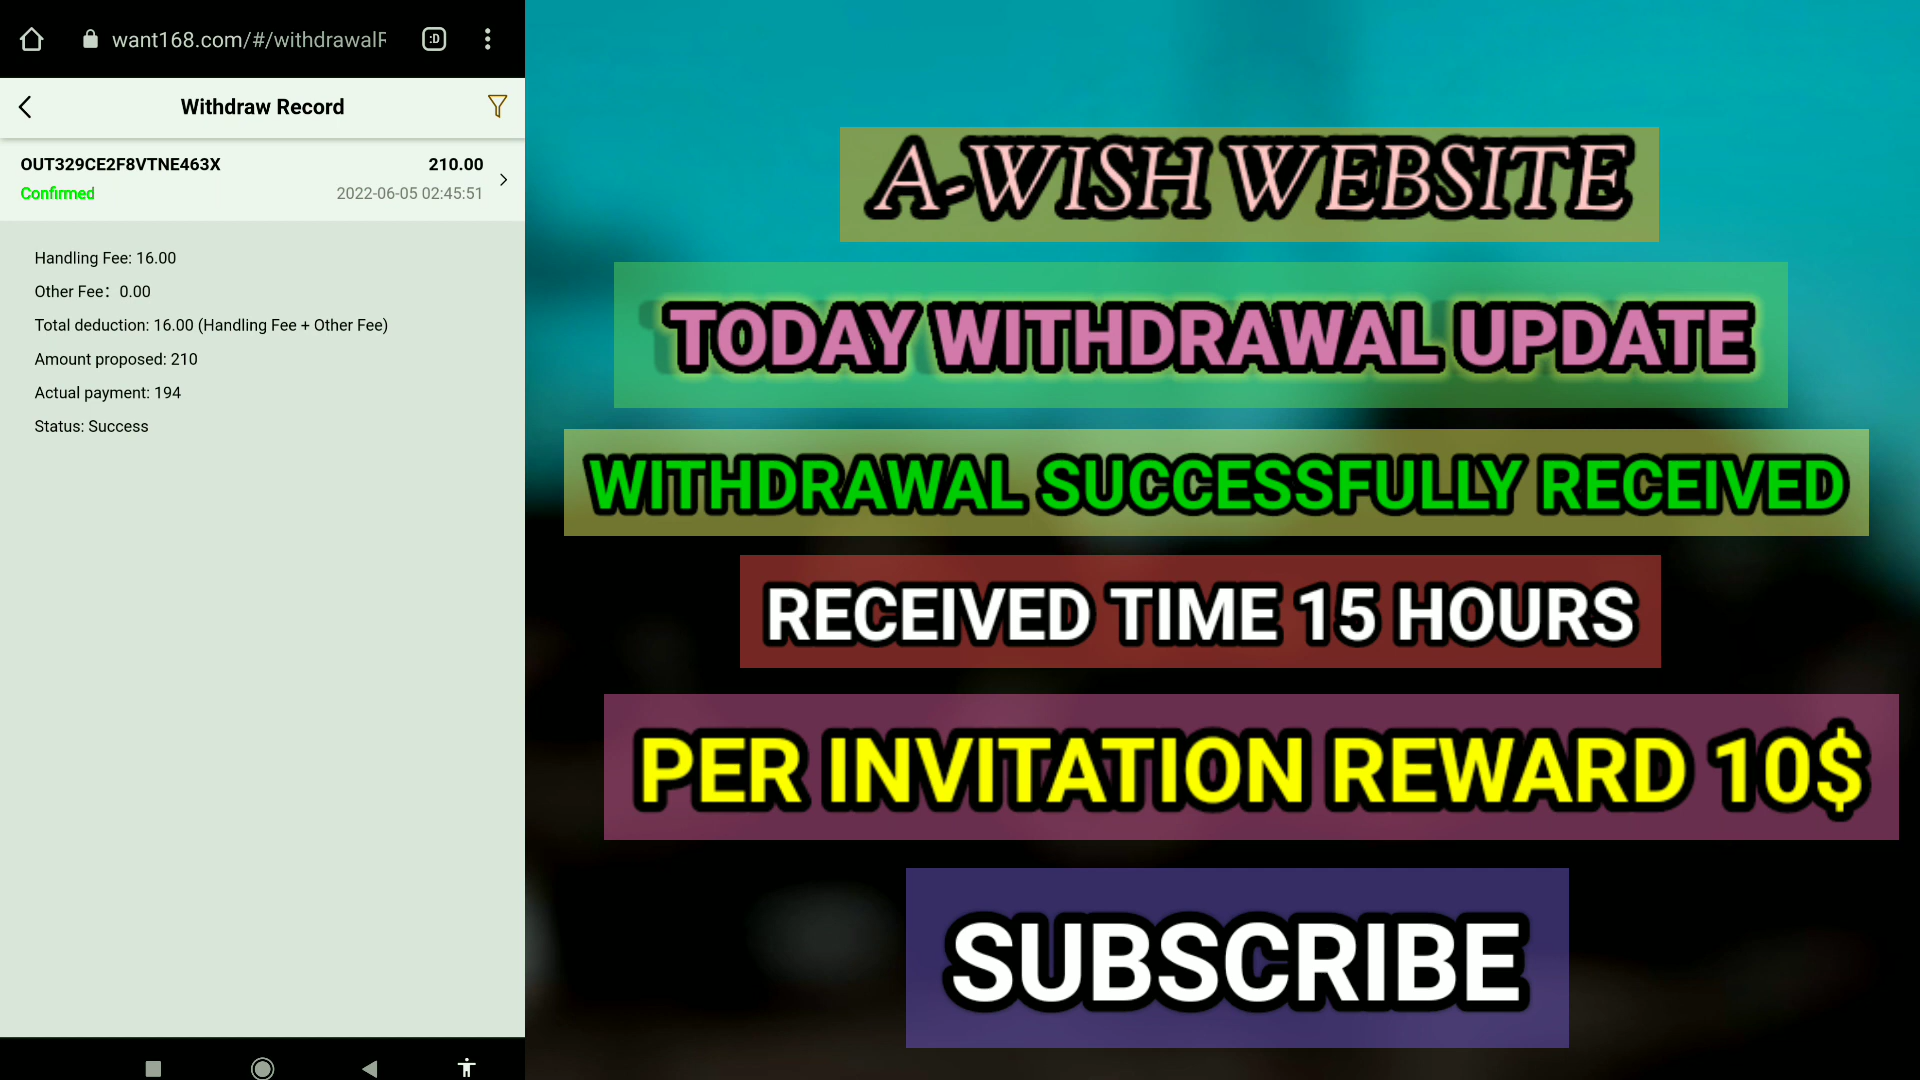 want168.com/#/withdrawalR
:D
Withdraw Record
OUT329CE2F8VTNE463X 210.00
Confirmed 2022-06-05 02:45:51
Handling Fee: 16.00
Other Fee：0.00
Total deduction: 16.00 (Handling Fee + Other Fee)
Amount proposed: 210
Actual payment: 194
Status: Success
A-WISH WEBSITE
TODAY WITHDRAWAL UPDATE
WITHDRAWAL SUCCESSFULLY RECEIVED
RECEIVED TIME 15 HOURS
PER INVITATION REWARD 10$
SUBSCRIBE